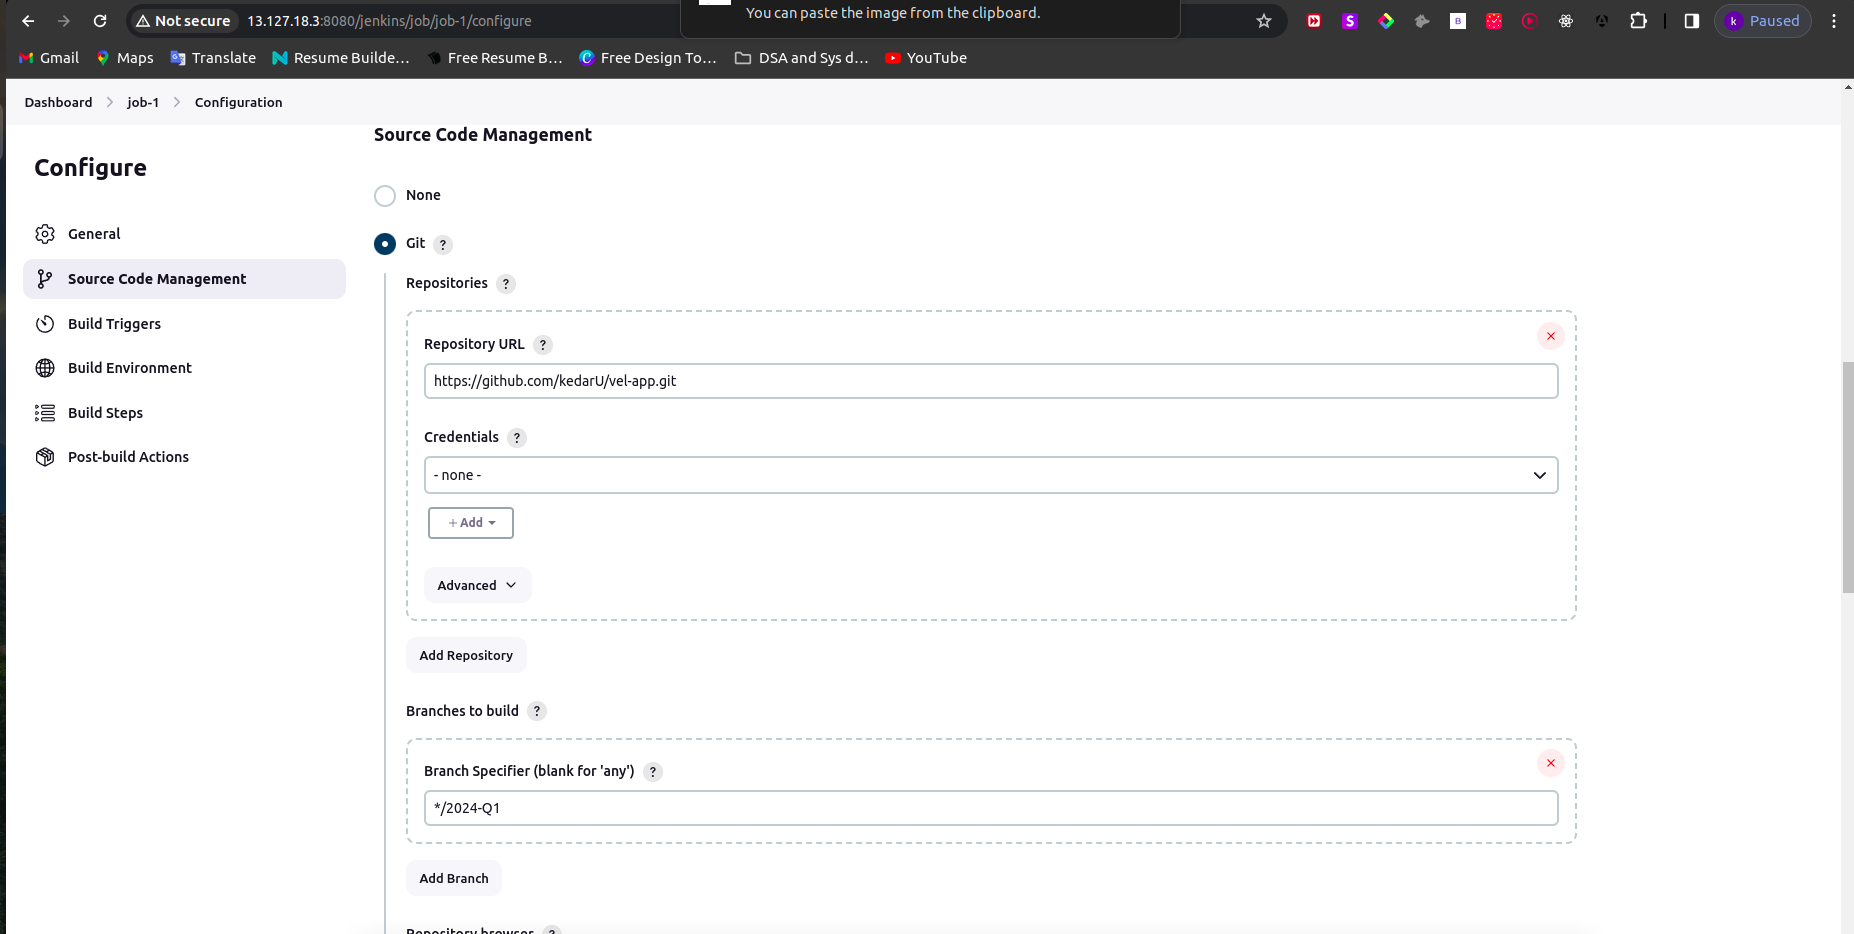 You can paste the image from the clipboard.
Not secure 13.127.18.3:8080/jenkins/job/job-1/configure
S
B
k Paused
Gmail Maps Translate Resume Builde... Free Resume B... Free Design To... DSA and Sys d... YouTube
Dashboard job-1 Configuration
Configure
General
Source Code Management
Build Triggers
Build Environment
Build Steps
Post-build Actions
Source Code Management
None
Git ?
Repositories ?
Repository URL ?
https://github.com/kedarU/vel-app.git
Credentials ?
- none -
+ Add
Advanced
Add Repository
Branches to build ?
Branch Specifier (blank for 'any') ?
*/2024-Q1
Add Branch
Repository browser ?